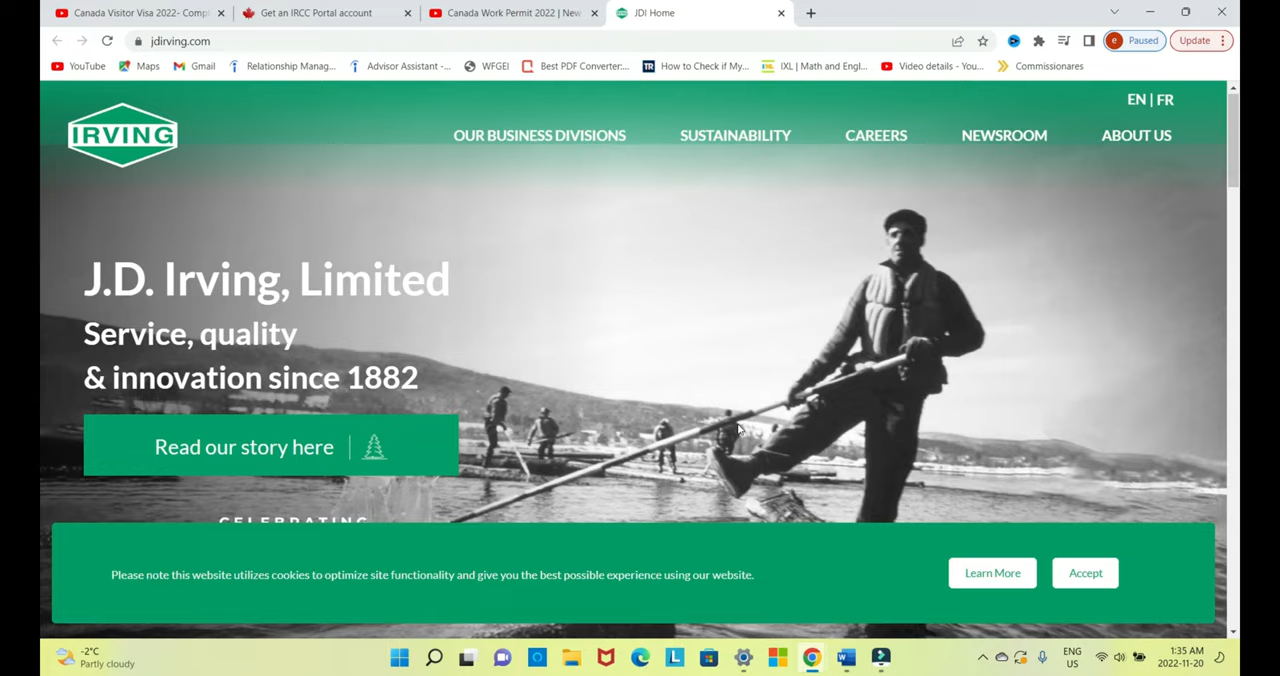 Canada Visitor Visa 2022- Compl
Get an IRCC Portal account
Canada Work Permit 2022 | New
JDI Home
jdirving.com
e Paused
Update
YouTube
Maps
Gmail
Relationship Manag...
Advisor Assistant -...
WFGEI
Best PDF Converter:...
TR
How to Check if My...
IXL | Math and Engl...
Video details - You...
Commissionares
EN | FR
IRVING
OUR BUSINESS DIVISIONS
SUSTAINABILITY
CAREERS
NEWSROOM
ABOUT US
J.D. Irving, Limited
Service, quality
& innovation since 1882
Read our story here
CELEBRATING
Please note this website utilizes cookies to optimize site functionality and give you the best possible experience using our website.
Learn More
Accept
-2°C
Partly cloudy
ENG
US
1:35 AM
2022-11-20